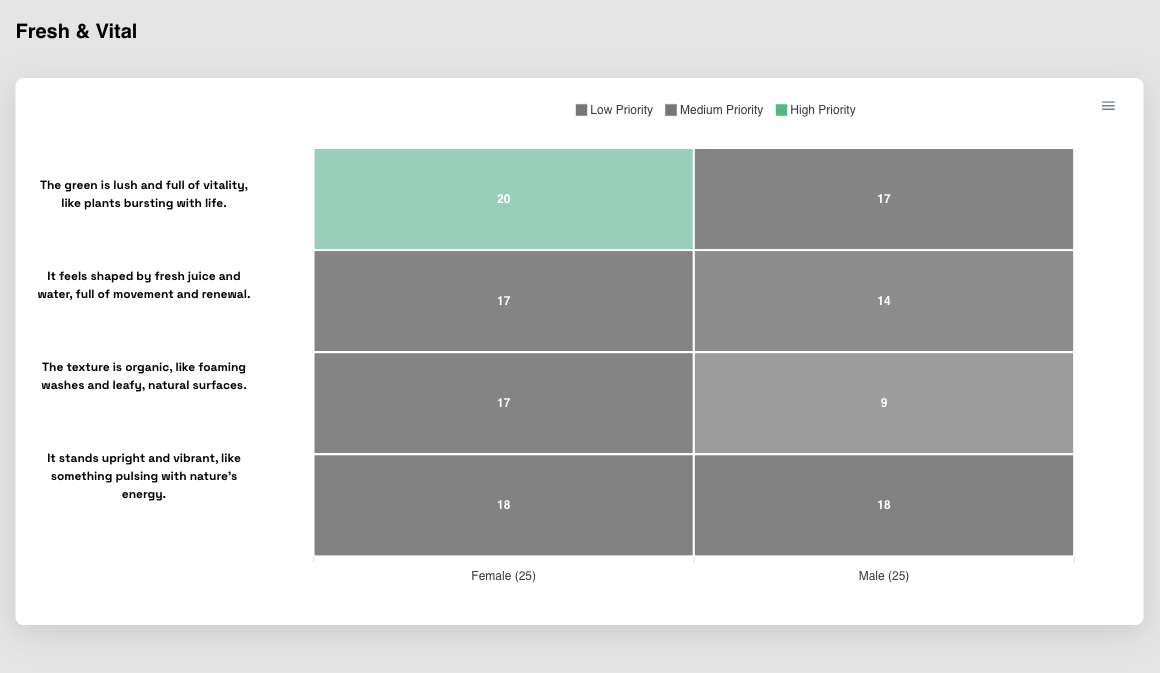 Fresh & Vital
Low Priority
Medium Priority
High Priority
The green is lush and full of vitality,
like plants bursting with life.
20
17
It feels shaped by fresh juice and
water, full of movement and renewal.
17
14
The texture is organic, like foaming
washes and leafy, natural surfaces.
17
9
It stands upright and vibrant, like
something pulsing with nature's
energy.
18
18
Female (25)
Male (25)